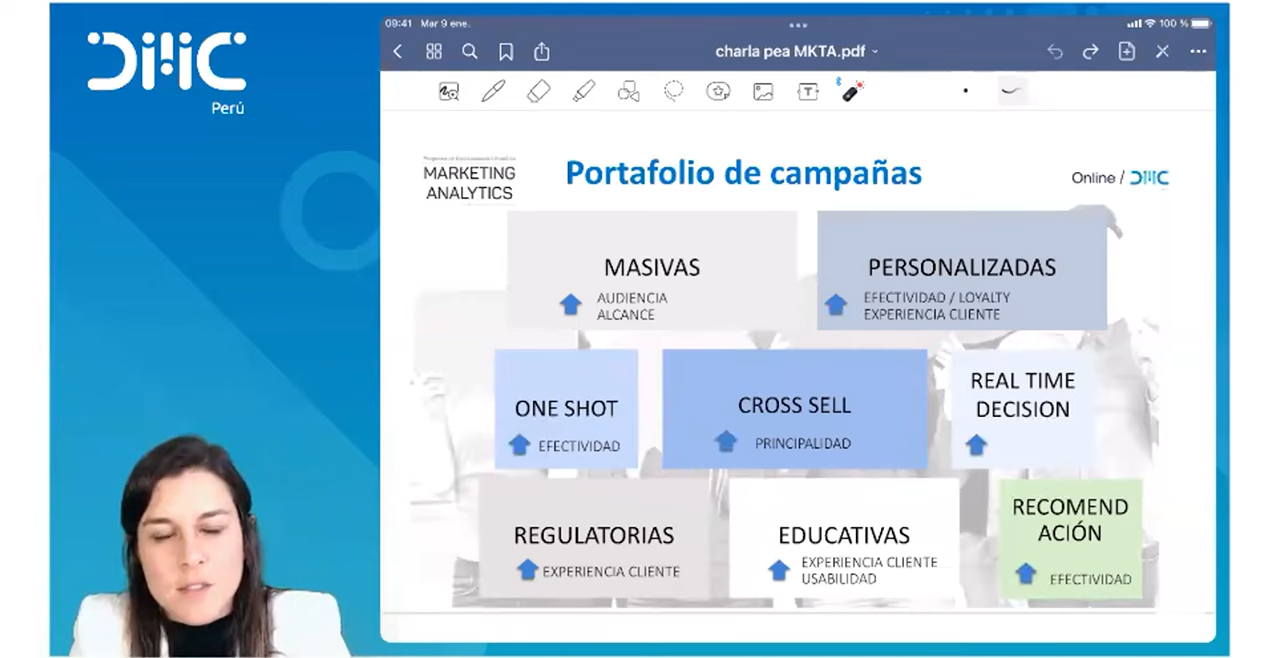 DMC
Perú
09:41 Mar 9 ene.
100 %
charla pea MKTA.pdf
MARKETING
ANALYTICS
Portafolio de campañas
Online / DMC
MASIVAS
AUDIENCIA
ALCANCE
PERSONALIZADAS
EFECTIVIDAD / LOYALTY
EXPERIENCIA CLIENTE
ONE SHOT
EFECTIVIDAD
CROSS SELL
PRINCIPALIDAD
REAL TIME
DECISION
REGULATORIAS
EXPERIENCIA CLIENTE
EDUCATIVAS
EXPERIENCIA CLIENTE
USABILIDAD
RECOMEND
ACIÓN
EFECTIVIDAD